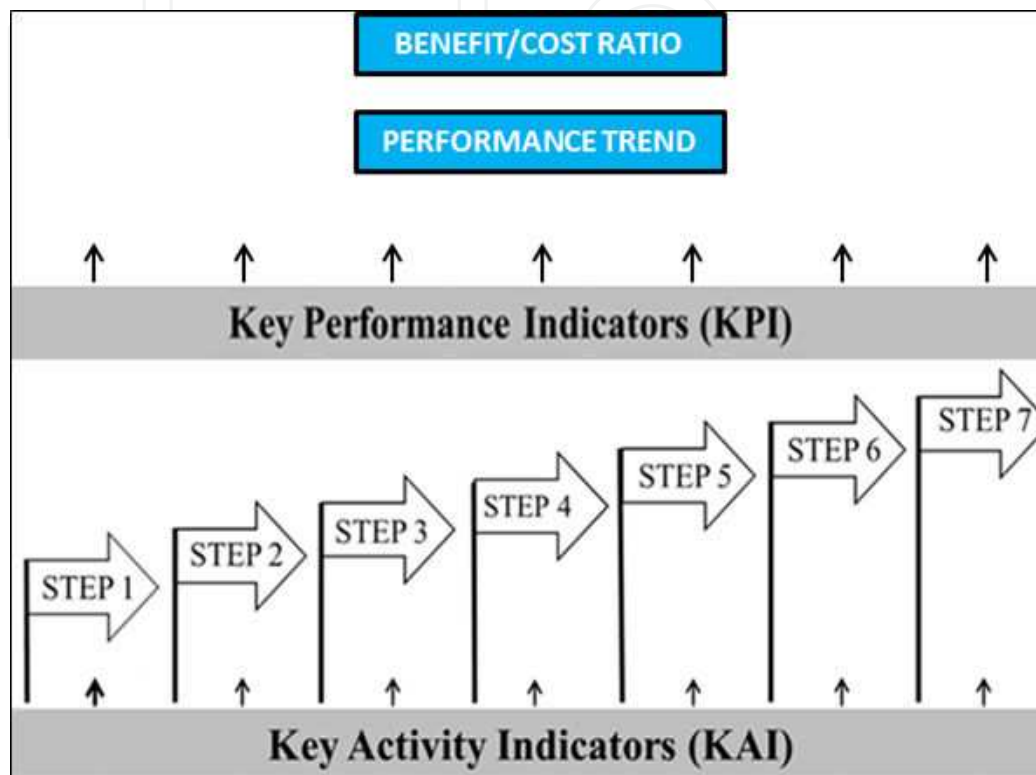 BENEFIT/COST RATIO
PERFORMANCE TREND
Key Performance Indicators (KPI)
STEP 1
STEP 2
STEP 3
STEP 4
STEP 5
STEP 6
STEP 7
Key Activity Indicators (KAI)